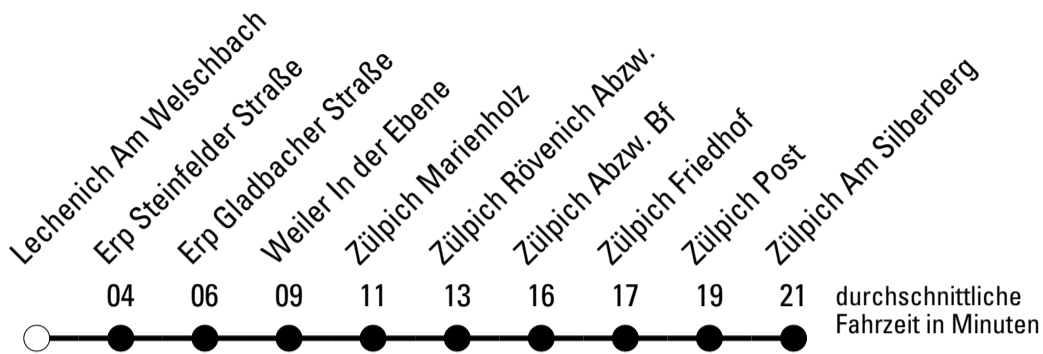 Lechenich Am Welschbach
Erp Steinfelder Straße
Erp Gladbacher Straße
Weiler In der Ebene
Zülpich Marienholz
Zülpich Rövenich Abzw.
Zülpich Abzw. Bf
Zülpich Friedhof
Zülpich Post
Zülpich Am Silberberg
04 06 09 11 13 16 17 19 21
durchschnittliche
Fahrzeit in Minuten